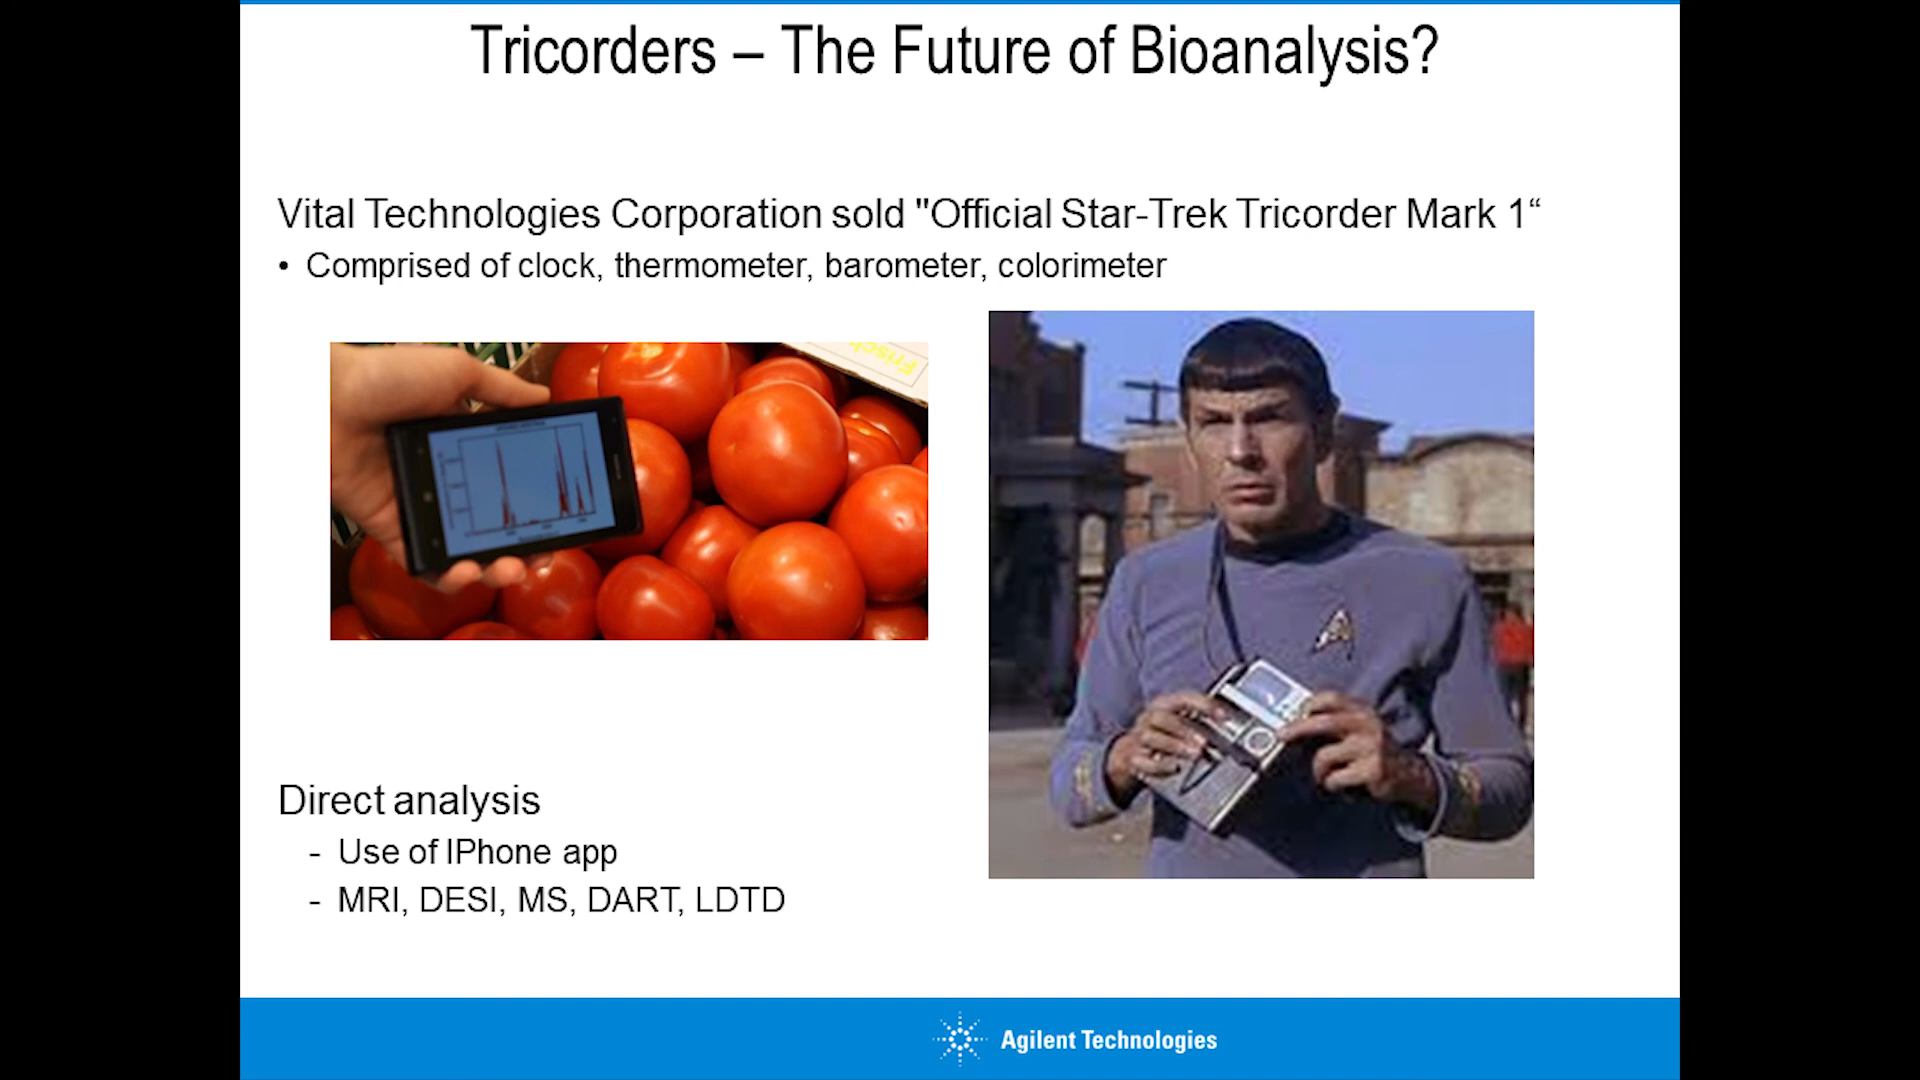 Tricorders – The Future of Bioanalysis?
Vital Technologies Corporation sold "Official Star-Trek Tricorder Mark 1“
• Comprised of clock, thermometer, barometer, colorimeter
Frisch
Direct analysis
- Use of IPhone app
- MRI, DESI, MS, DART, LDTD
Agilent Technologies